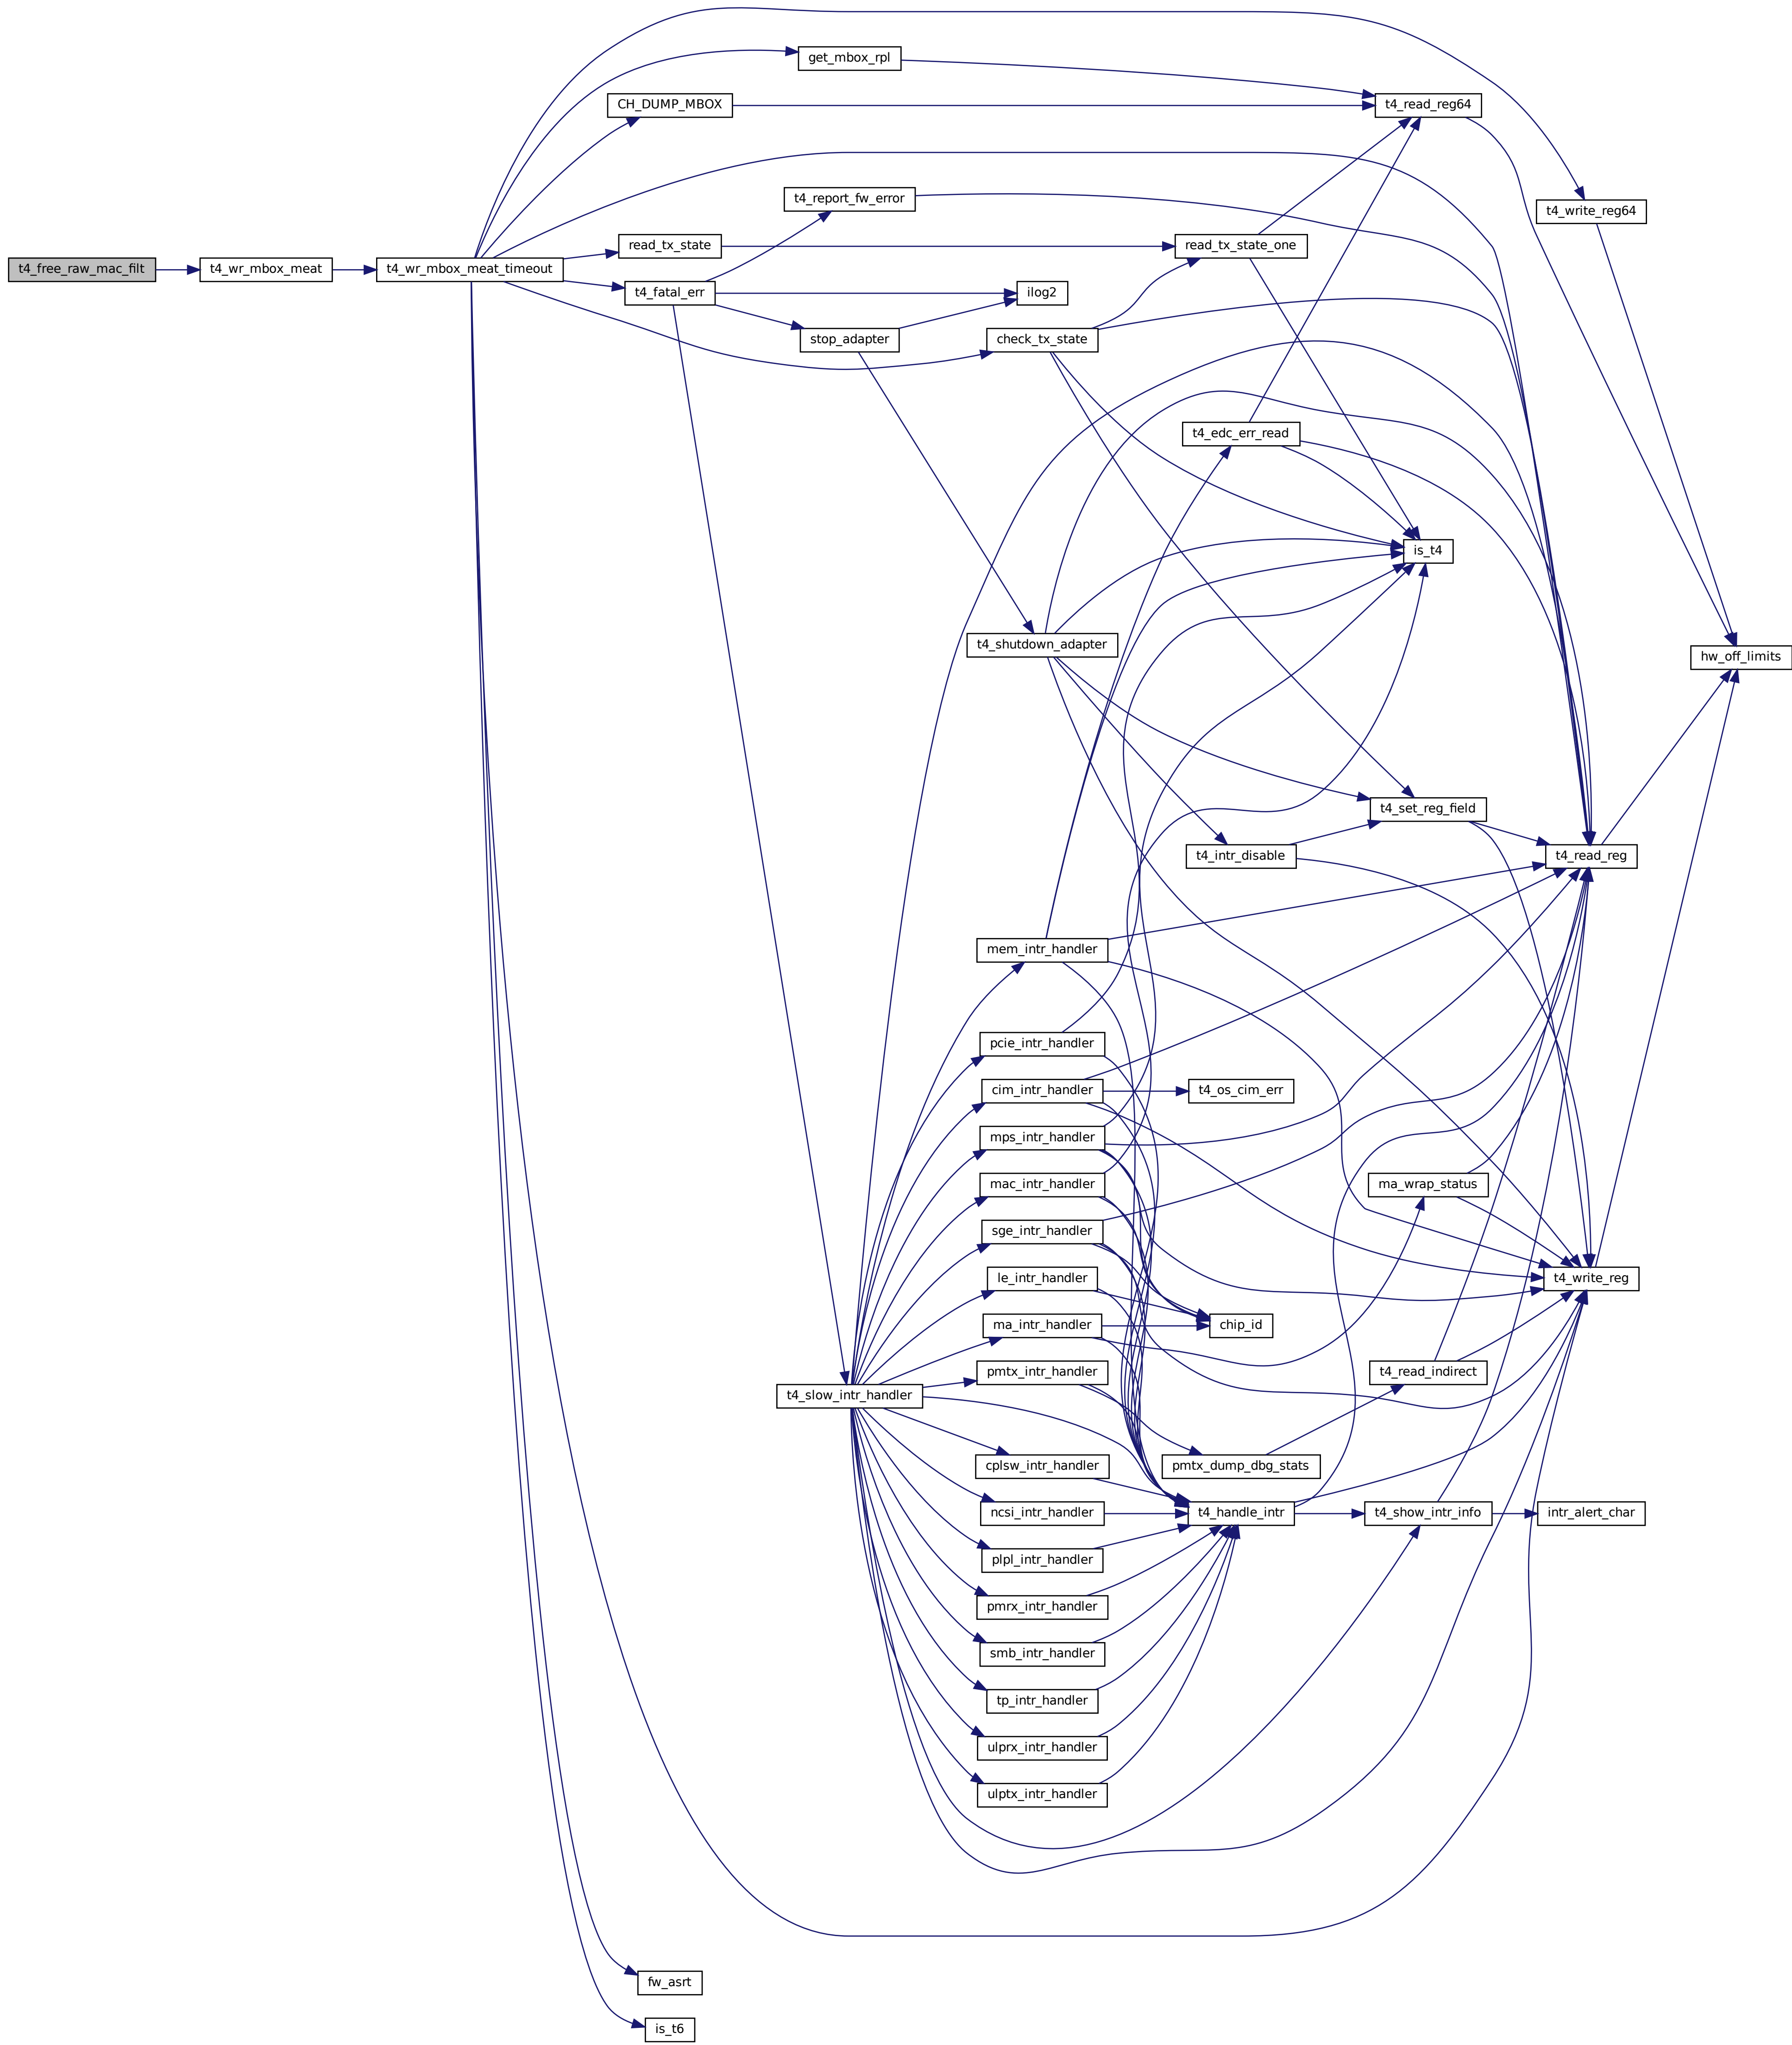 get_mbox_rpl
CH_DUMP_MBOX
t4_read_reg64
t4_report_fw_error
t4_write_reg64
read_tx_state
read_tx_state_one
t4_free_raw_mac_filt
t4_wr_mbox_meat
t4_wr_mbox_meat_timeout
t4_fatal_err
ilog2
stop_adapter
check_tx_state
t4_edc_err_read
is_t4
t4_shutdown_adapter
hw_off_limits
t4_set_reg_field
t4_intr_disable
t4_read_reg
mem_intr_handler
pcie_intr_handler
cim_intr_handler
t4_os_cim_err
mps_intr_handler
mac_intr_handler
ma_wrap_status
sge_intr_handler
le_intr_handler
t4_write_reg
ma_intr_handler
chip_id
pmtx_intr_handler
t4_read_indirect
t4_slow_intr_handler
cplsw_intr_handler
pmtx_dump_dbg_stats
ncsi_intr_handler
t4_handle_intr
t4_show_intr_info
intr_alert_char
plpl_intr_handler
pmrx_intr_handler
smb_intr_handler
tp_intr_handler
ulprx_intr_handler
ulptx_intr_handler
fw_asrt
is_t6